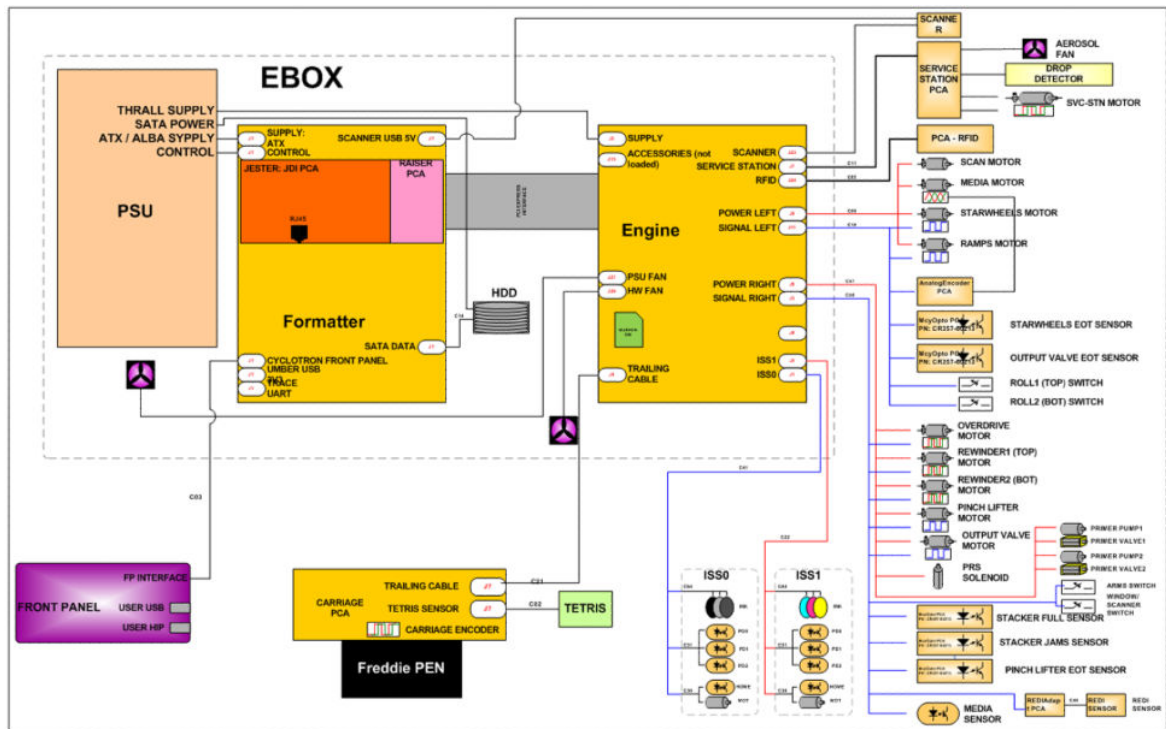 EBOX
THRALL SUPPLY
SATA POWER
ATX / ALBA SYPPLY
CONTROL
PSU
SUPPLY:
ATX
CONTROL
SCANNER USB 5V
JESTER: JDI PCA
RAISER
PCA
RJ45
Formatter
SATA DATA
CYCLOTRON FRONT PANEL
UMBER USB
TRACE
UART
PCI EXPRESS
INTERFACE
HDD
C14
SUPPLY
ACCESSORIES (not
loaded)
SCANNER
SERVICE STATION
RFID
POWER LEFT
SIGNAL LEFT
Engine
PSU FAN
HW FAN
POWER RIGHT
SIGNAL RIGHT
ISS1
ISS0
TRAILING
CABLE
SCANNE
R
SERVICE
STATION
PCA
AEROSOL
FAN
DROP
DETECTOR
SVC-STN MOTOR
PCA - RFID
SCAN MOTOR
MEDIA MOTOR
STARWHEELS MOTOR
RAMPS MOTOR
AnalogEncoder
PCA
STARWHEELS EOT SENSOR
OUTPUT VALVE EOT SENSOR
ROLL1 (TOP) SWITCH
ROLL2 (BOT) SWITCH
OVERDRIVE
MOTOR
REWINDER1 (TOP)
MOTOR
REWINDER2 (BOT)
MOTOR
PINCH LIFTER
MOTOR
OUTPUT VALVE
MOTOR
PRS
SOLENOID
PRIMER PUMP1
PRIMER VALVE1
PRIMER PUMP2
PRIMER VALVE2
ARMS SWITCH
WINDOW/
SCANNER
SWITCH
STACKER FULL SENSOR
STACKER JAMS SENSOR
PINCH LIFTER EOT SENSOR
MEDIA
SENSOR
REDIAdap
t PCA
REDI
SENSOR
REDI
SENSOR
C03
FP INTERFACE
FRONT PANEL
USER USB
USER HIP
TRAILING CABLE
CARRIAGE
PCA
TETRIS SENSOR
CARRIAGE ENCODER
Freddie PEN
C21
C02
TETRIS
ISS0
ISS1